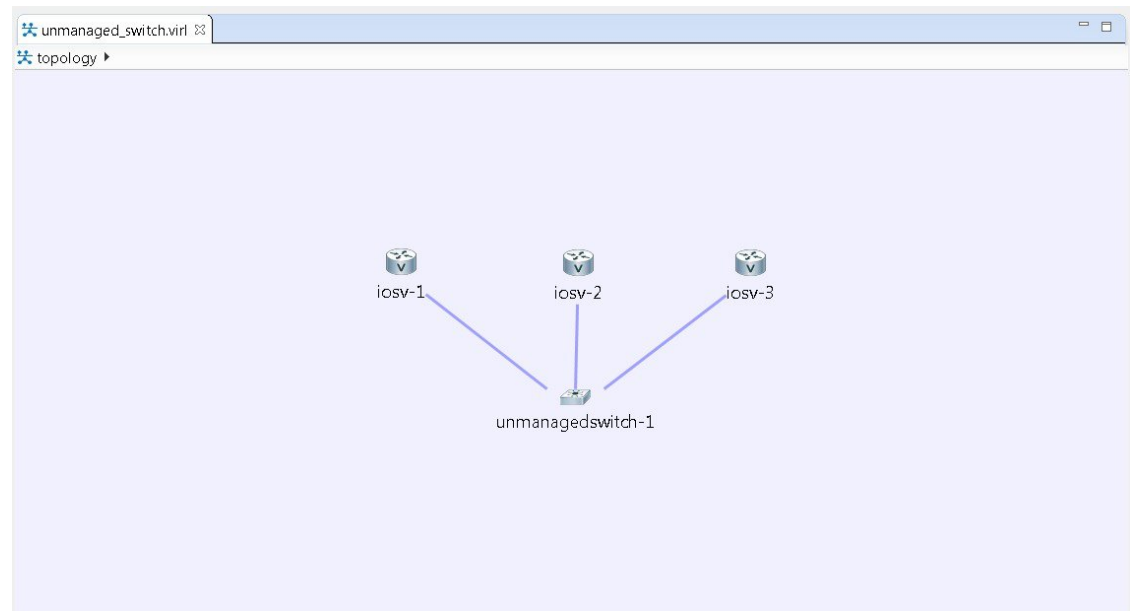 unmanaged_switch.virl
topology
iosv-1 iosv-2 iosv-3
unmanagedswitch-1